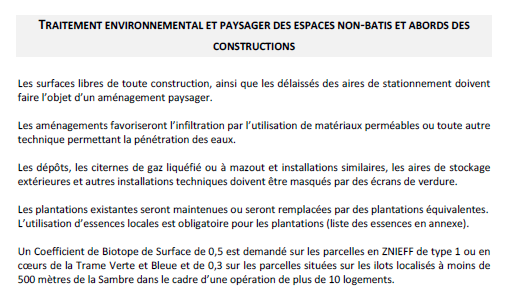 TRAITEMENT ENVIRONNEMENTAL ET PAYSAGER DES ESPACES NON-BATIS ET ABORDS DES
CONSTRUCTIONS
Les surfaces libres de toute construction, ainsi que les délaissés des aires de stationnement doivent
faire l'objet d'un aménagement paysager.
Les aménagements favoriseront l'infiltration par l'utilisation de matériaux perméables ou toute autre
technique permettant la pénétration des eaux.
Les dépôts, les citernes de gaz liquéfié ou à mazout et installations similaires, les aires de stockage
extérieures et autres installations techniques doivent être masqués par des écrans de verdure.
Les plantations existantes seront maintenues ou seront remplacées par des plantations équivalentes.
L'utilisation d'essences locales est obligatoire pour les plantations (liste des essences en annexe).
Un Coefficient de Biotope de Surface de 0,5 est demandé sur les parcelles en ZNIEFF de type 1 ou en
cœurs de la Trame Verte et Bleue et de 0,3 sur les parcelles situées sur les ilots localisés à moins de
500 mètres de la Sambre dans le cadre d'une opération de plus de 10 logements.